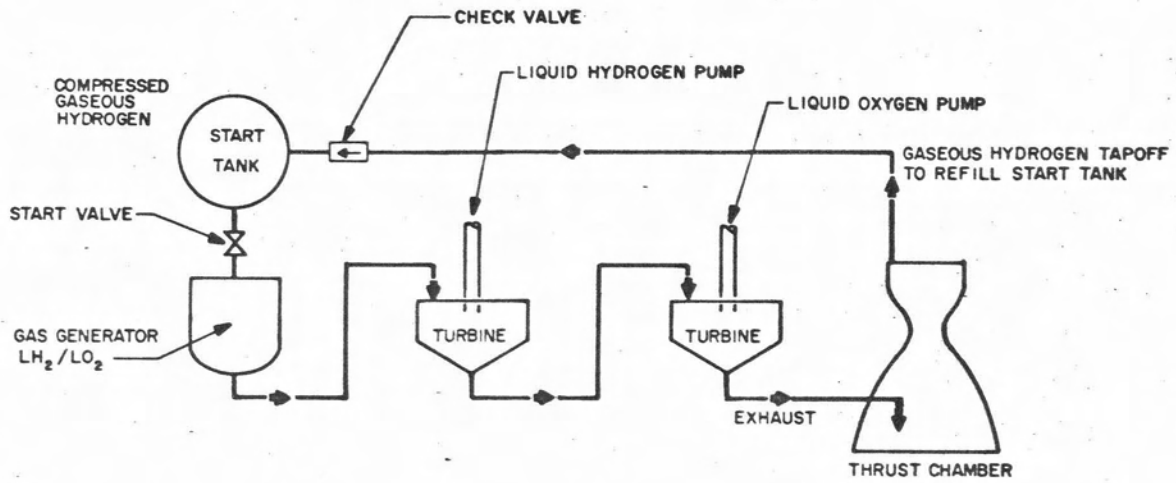 CHECK VALVE
LIQUID HYDROGEN PUMP
COMPRESSED
GASEOUS
HYDROGEN
LIQUID OXYGEN PUMP
START
TANK
GASEOUS HYDROGEN TAPOFF
TO REFILL START TANK
START VALVE
GAS GENERATOR
LH₂/LO₂
TURBINE
TURBINE
EXHAUST
THRUST CHAMBER